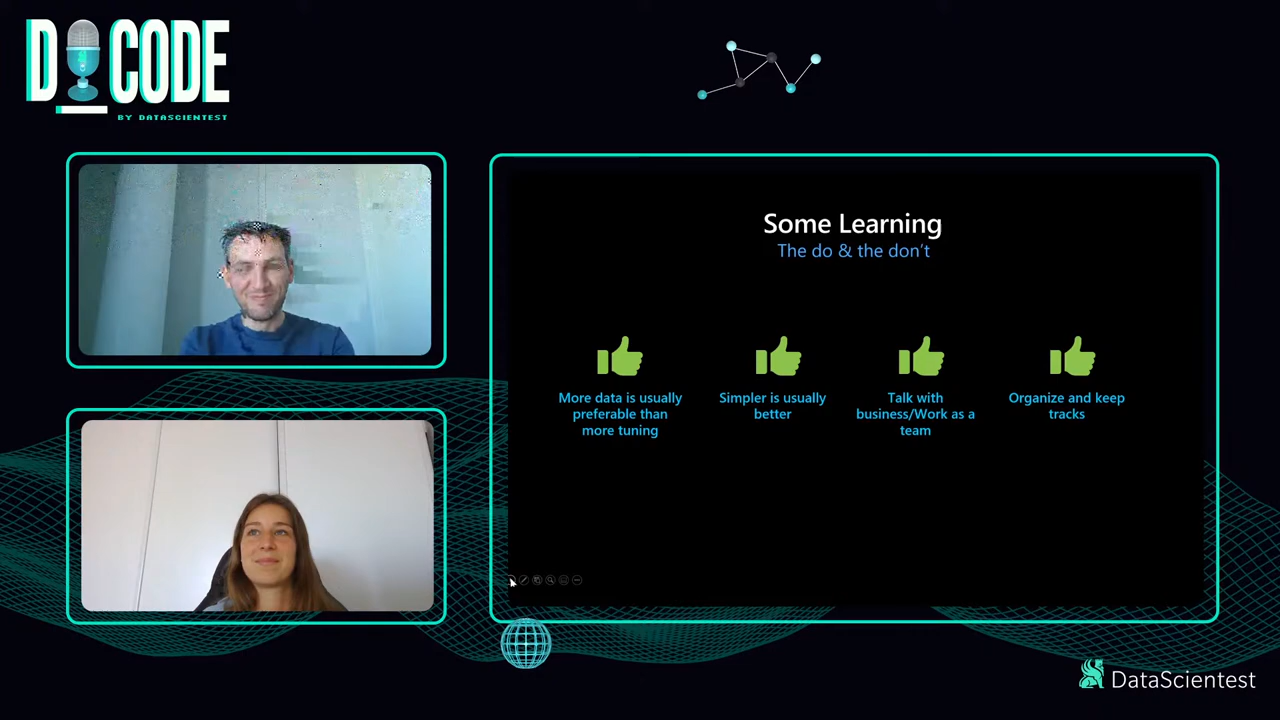 D_CODE
BY DATASCIENTEST
Some Learning
The do & the don't
More data is usually
preferable than
more tuning
Simpler is usually
better
Talk with
business/Work as a
team
Organize and keep
tracks
DataScientest